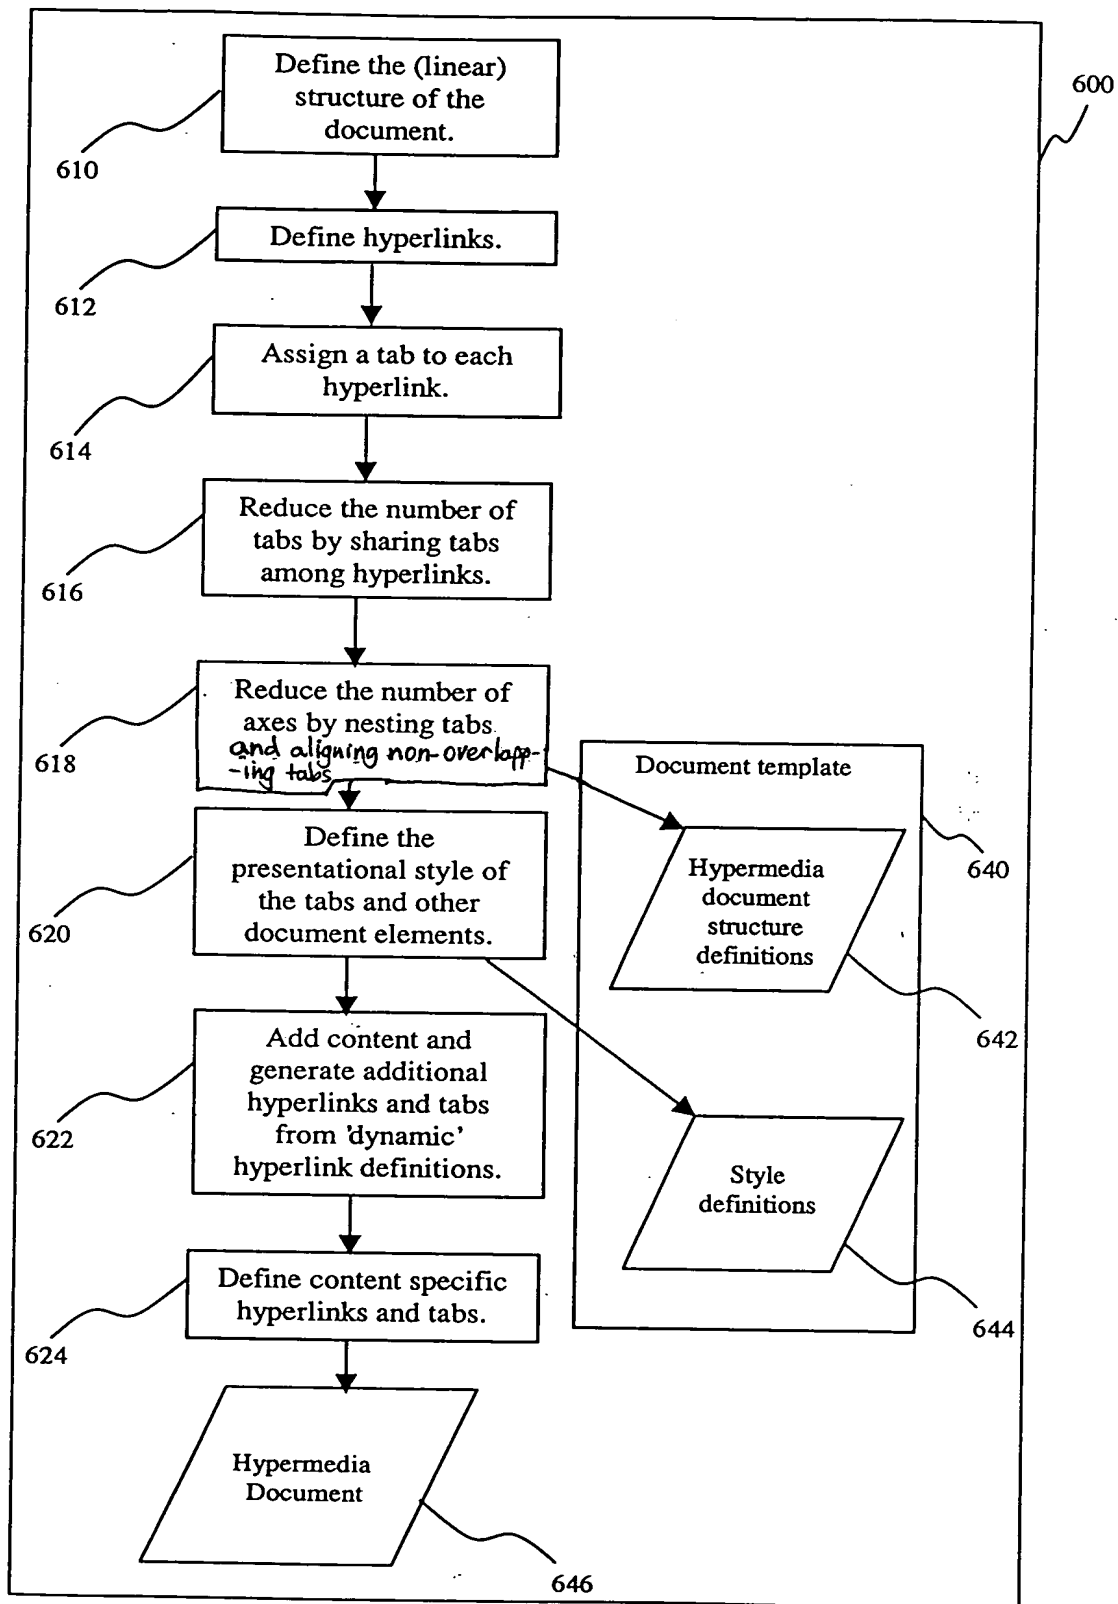 Define the (linear)
structure of the
document.
600
610
Define hyperlinks.
612
Assign a tab to each
hyperlink.
614
Reduce the number of
tabs by sharing tabs
among hyperlinks.
616
Reduce the number of
axes by nesting tabs
and aligning non-overlapp-
-ing tabs
618
Document template
640
Hypermedia
document
structure
definitions
642
Define the
presentational style of
the tabs and other
document elements.
620
Add content and
generate additional
hyperlinks and tabs
from 'dynamic'
hyperlink definitions.
622
Style
definitions
644
Define content specific
hyperlinks and tabs.
624
Hypermedia
Document
646